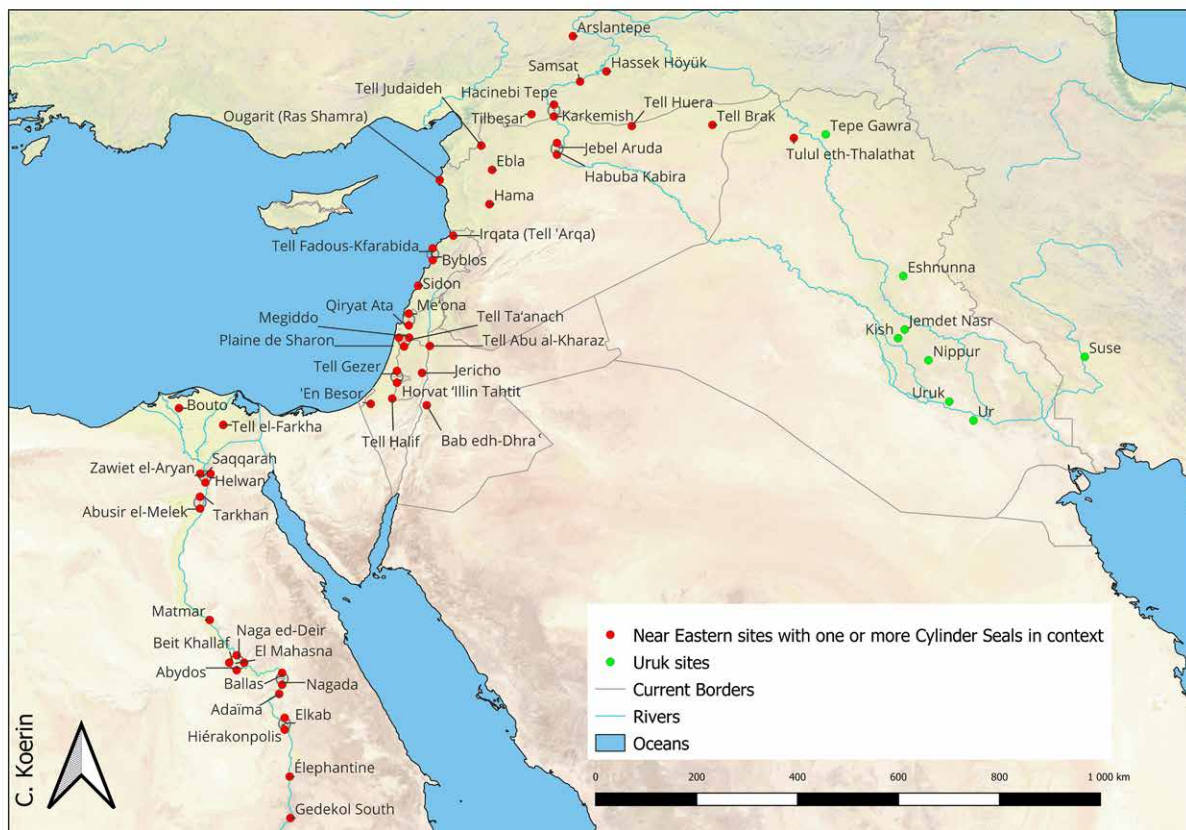 Arslantepe
Samsat
Hassek Höyük
Tell Judaideh
Hacinebi Tepe
Tell Huera
Ougarit (Ras Shamra)
Tilbeşar
Karkemish
Tell Brak
Tepe Gawra
Jebel Aruda
Tulul eth-Thalathat
Ebla
Habuba Kabira
Hama
Irqata (Tell 'Arqa)
Tell Fadous-Kfarabida
Byblos
Eshnunna
Sidon
Qiryat Ata
Me'ona
Megiddo
Tell Ta'anach
Jemdet Nasr
Kish
Plaine de Sharon
Tell Abu al-Kharaz
Nippur
Suse
Tell Gezer
Jericho
'En Besor
Horvat 'Illin Tahtit
Uruk
Bouto
Ur
Tell el-Farkha
Tell Ḥalif
Bab edh-Dhra'
Zawiet el-Aryan
Saqqarah
Helwan
Abusir el-Melek
Tarkhan
Matmar
Naga ed-Deir
Beit Khallaf
El Mahasna
Abydos
Ballas
Nagada
Adaïma
Elkab
Hiérakonpolis
Élephantine
Gedekol South
C. Koerin
Near Eastern sites with one or more Cylinder Seals in context
Uruk sites
Current Borders
Rivers
Oceans
0 200 400 600 800 1 000 km